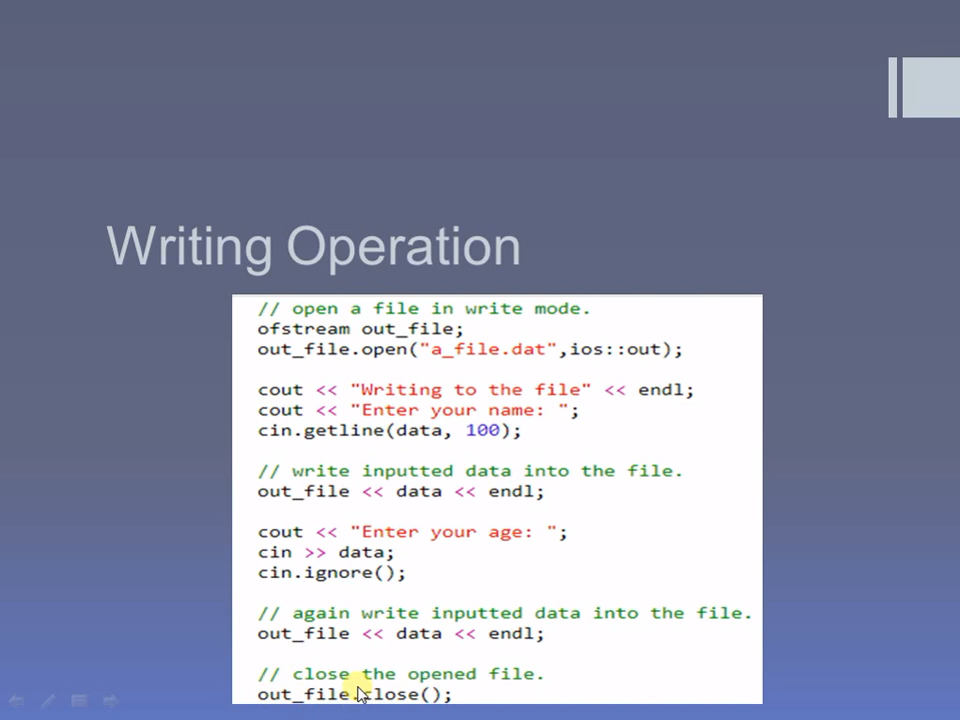 Writing Operation
// open a file in write mode.
ofstream out_file;
out_file.open("a_file.dat",ios::out);
cout << "Writing to the file" << endl;
cout << "Enter your name: ";
cin.getline(data, 100);
// write inputted data into the file.
out_file << data << endl;
cout << "Enter your age: ";
cin >> data;
cin.ignore();
// again write inputted data into the file.
out_file << data << endl;
// close the opened file.
out_file.close();